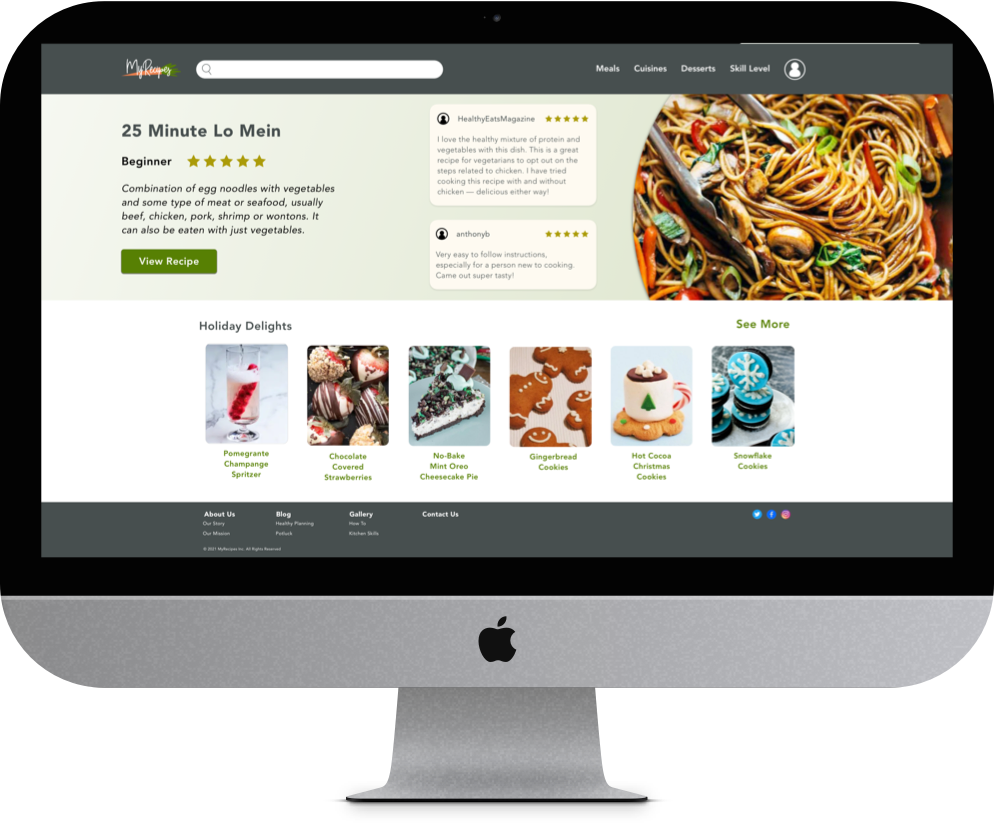 MyRecipes
Meals Cuisines Desserts Skill Level
25 Minute Lo Mein
Beginner
Combination of egg noodles with vegetables
and some type of meat or seafood, usually
beef, chicken, pork, shrimp or wontons. It
can also be eaten with just vegetables.
View Recipe
HealthyEatsMagazine
I love the healthy mixture of protein and
vegetables with this dish. This is a great
recipe for vegetarians to opt out on the
steps related to chicken. I have tried
cooking this recipe with and without
chicken — delicious either way!
anthonyb
Very easy to follow instructions,
especially for a person new to cooking.
Came out super tasty!
Holiday Delights
See More
Pomegrante
Champange
Spritzer
Chocolate
Covered
Strawberries
No-Bake
Mint Oreo
Cheesecake Pie
Gingerbread
Cookies
Hot Cocoa
Christmas
Cookies
Snowflake
Cookies
About Us
Our Story
Our Mission
Blog
Healthy Planning
Potluck
Gallery
How To
Kitchen Skills
Contact Us
© 2021 MyRecipes Inc. All Rights Reserved